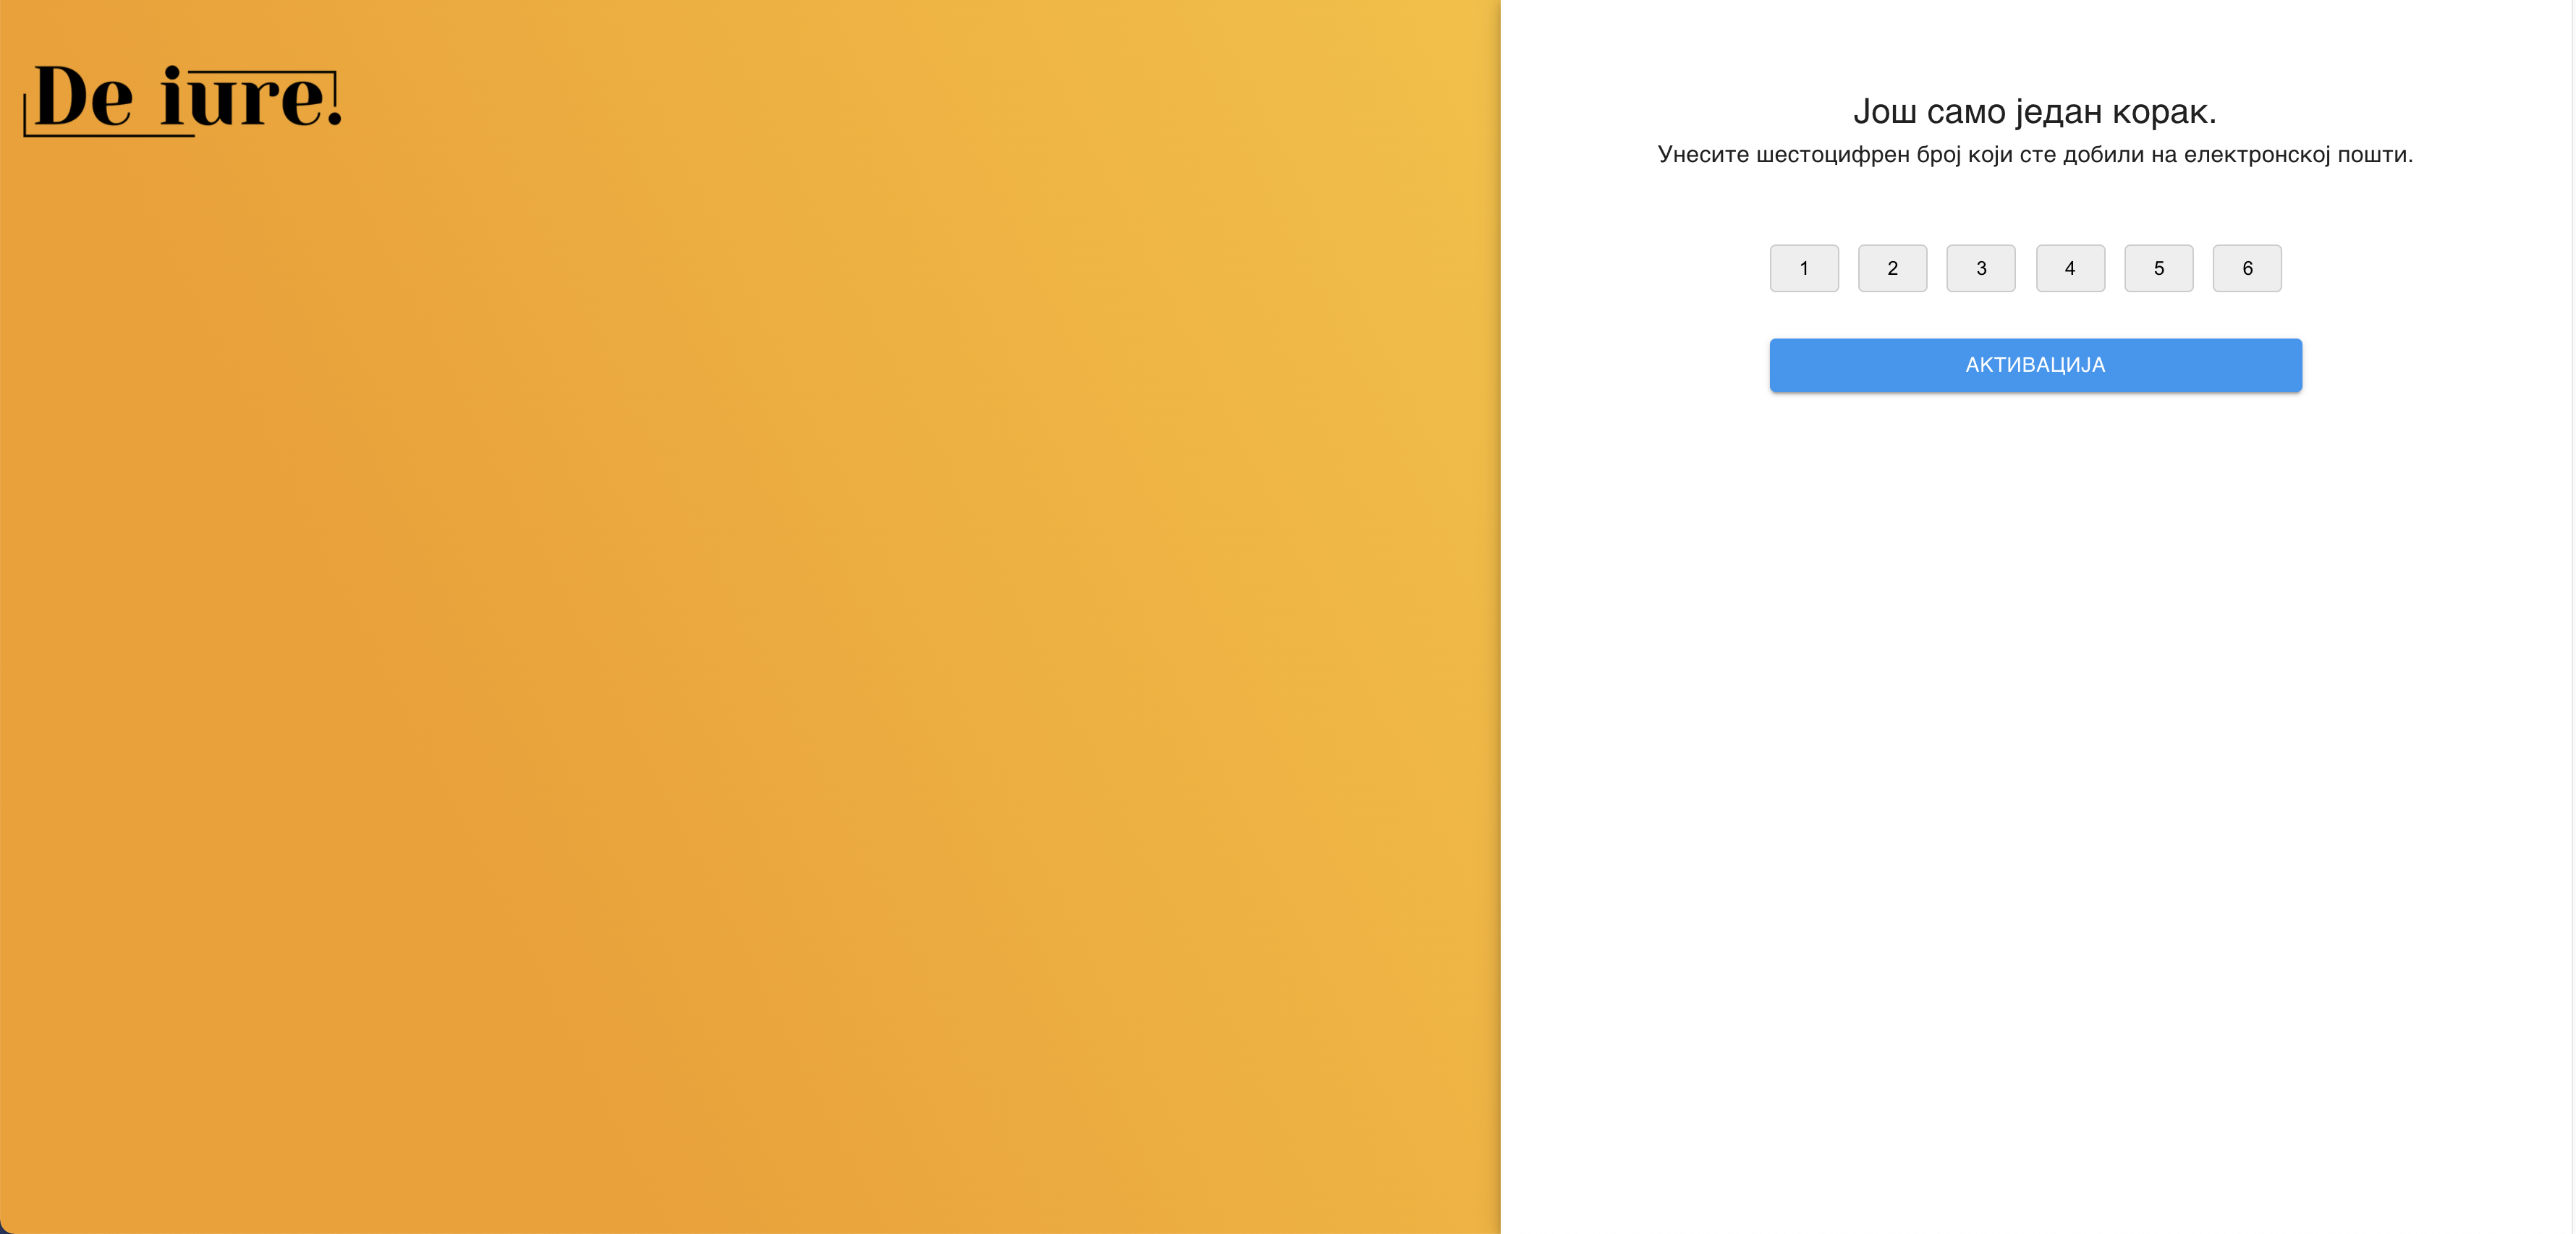 De iure!
Још само један корак.
Унесите шестоцифрен број који сте добили на електронској пошти.
1 2 3 4 5 6
АКТИВАЦИЈА